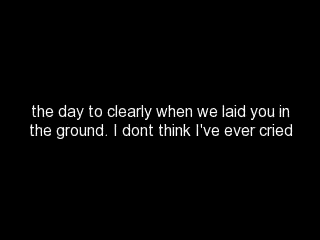 the day to clearly when we laid you in
the ground. I dont think I've ever cried